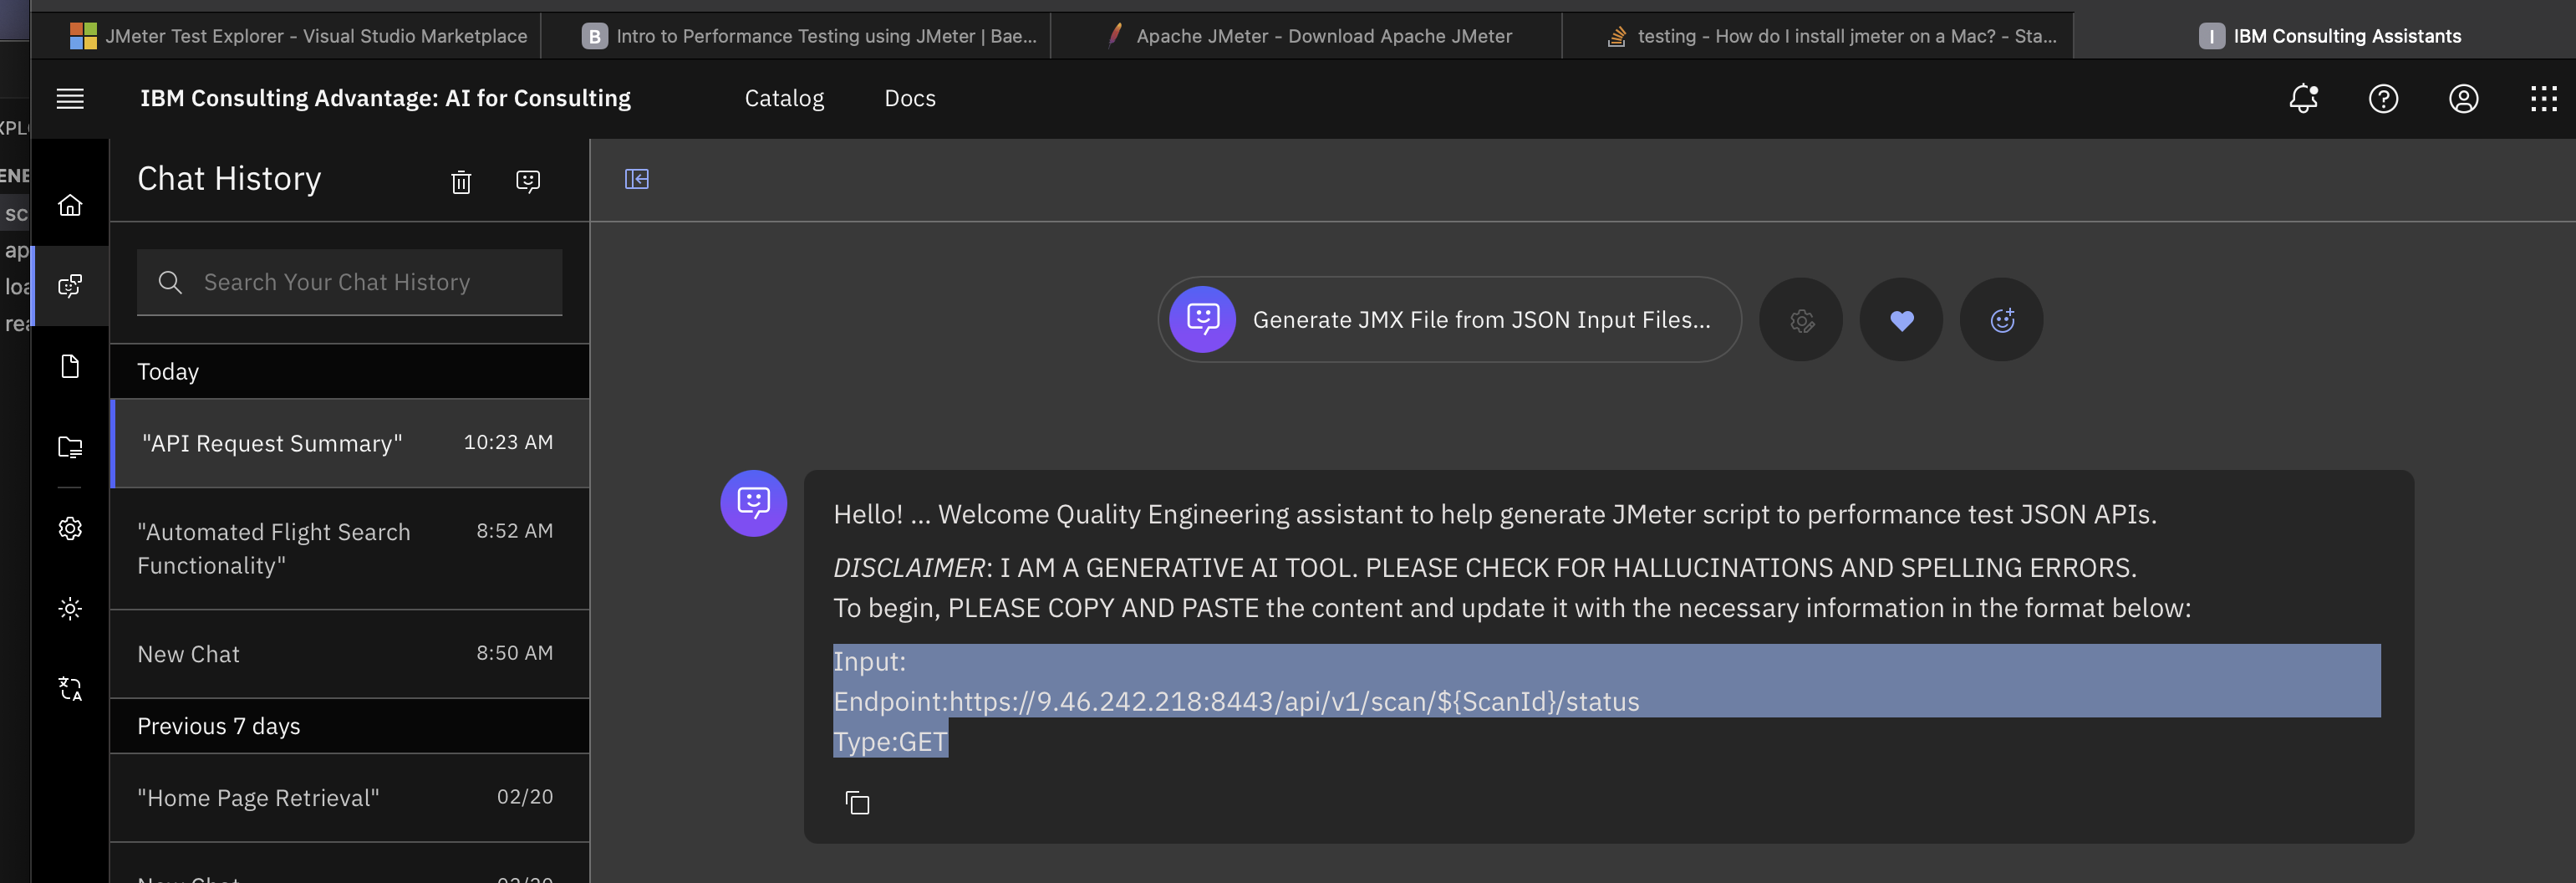 JMeter Test Explorer - Visual Studio Marketplace
B Intro to Performance Testing using JMeter | Bae...
Apache JMeter - Download Apache JMeter
testing - How do I install jmeter on a Mac? - Sta...
I IBM Consulting Assistants
IBM Consulting Advantage: AI for Consulting
Catalog
Docs
Chat History
Search Your Chat History
Today
"API Request Summary" 10:23 AM
"Automated Flight Search 8:52 AM
Functionality"
New Chat 8:50 AM
Previous 7 days
"Home Page Retrieval" 02/20
Generate JMX File from JSON Input Files...
Hello! ... Welcome Quality Engineering assistant to help generate JMeter script to performance test JSON APIs.
DISCLAIMER: I AM A GENERATIVE AI TOOL. PLEASE CHECK FOR HALLUCINATIONS AND SPELLING ERRORS.
To begin, PLEASE COPY AND PASTE the content and update it with the necessary information in the format below:
Input:
Endpoint:https://9.46.242.218:8443/api/v1/scan/${ScanId}/status
Type:GET